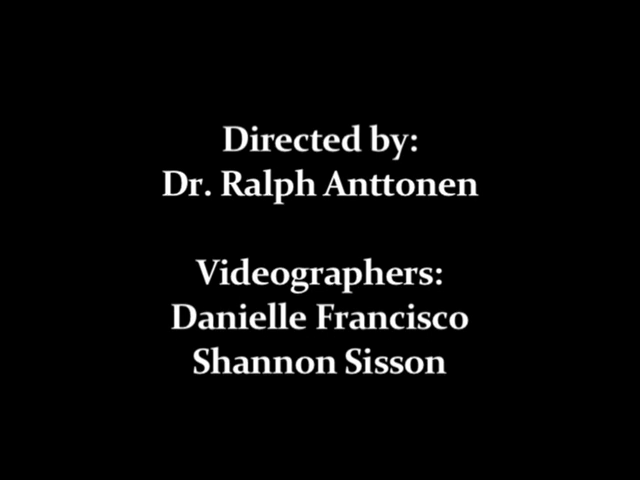 Directed by:
Dr. Ralph Anttonen
Videographers:
Danielle Francisco
Shannon Sisson